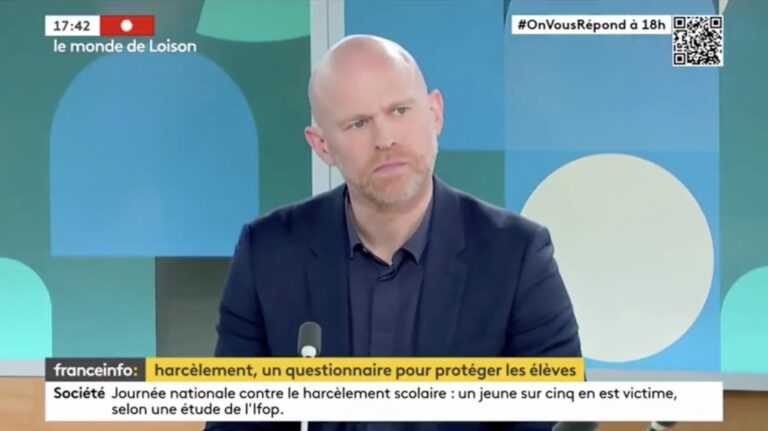 17:42
le monde de Loison
#OnVousRépond à 18h
franceinfo:
harcèlement, un questionnaire pour protéger les élèves
Société Journée nationale contre le harcèlement scolaire : un jeune sur cinq en est victime,
selon une étude de l'Ifop.